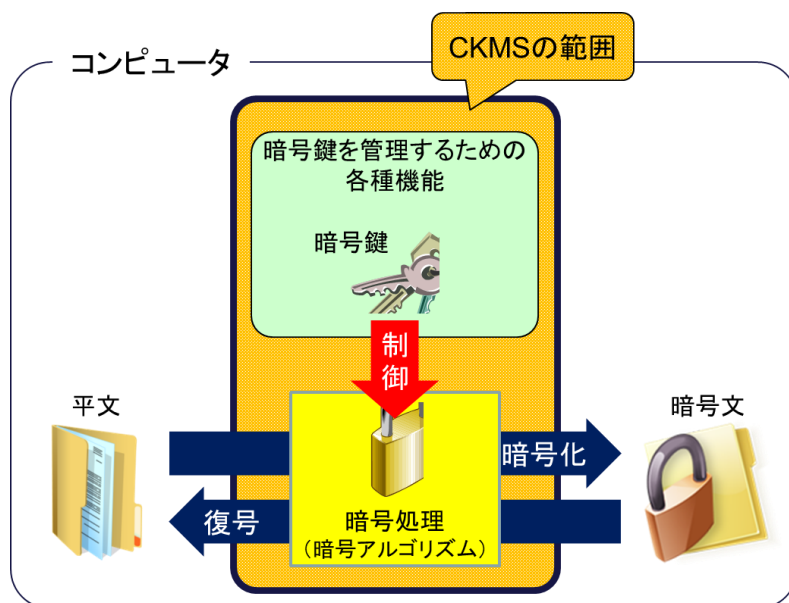 CKMSの範囲
コンピュータ
暗号鍵を管理するための
各種機能
暗号鍵
制
御
平文
暗号文
暗号化
復号
暗号処理
（暗号アルゴリズム）